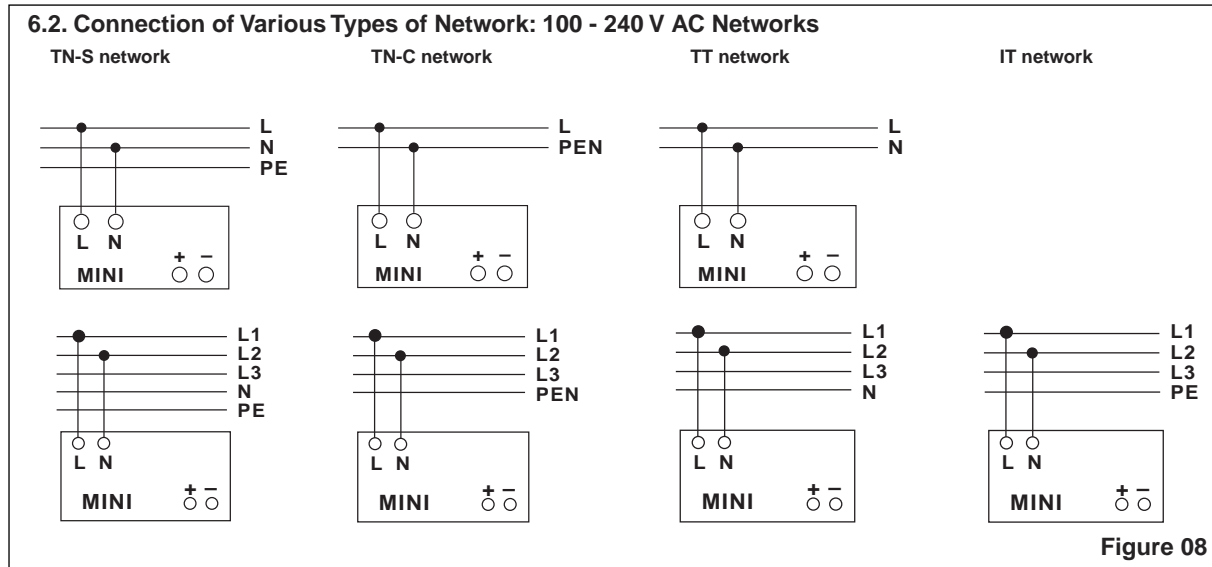 6.2. Connection of Various Types of Network: 100 - 240 V AC Networks
TN-S network
TN-C network
TT network
IT network
L
N
PE
L N
+ –
MINI
L
PEN
L N
+ –
MINI
L
N
L N
+ –
MINI
L1
L2
L3
N
PE
L N
+ –
MINI
L1
L2
L3
PEN
L N
+ –
MINI
L1
L2
L3
N
L N
+ –
MINI
L1
L2
L3
PE
L N
+ –
MINI
Figure 08